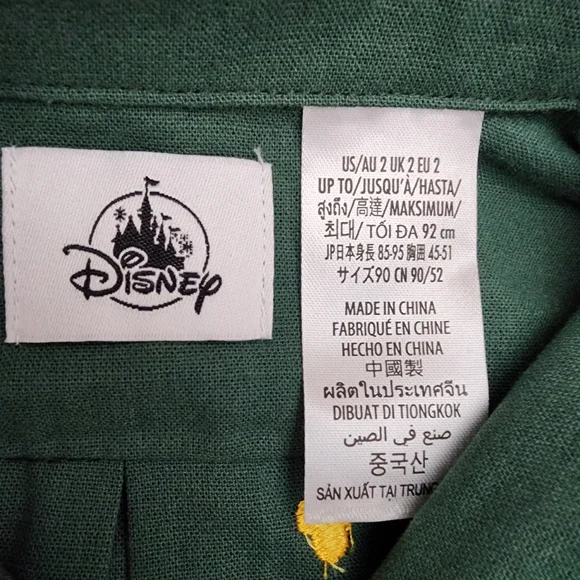 Disney
US/AU 2 UK 2 EU 2
UP TO/JUSQU'À/HASTA/
สูงถึง/高達/MAKSIMUM/
최대/ TỐI ĐA 92 cm
JP日本身長 85-95 胸囲 45-51
サイズ90 CN 90/52
MADE IN CHINA
FABRIQUÉ EN CHINE
HECHO EN CHINA
中國製
ผลิตในประเทศจีน
DIBUAT DI TIONGKOK
صنع في الصين
중국산
SẢN XUẤT TẠI